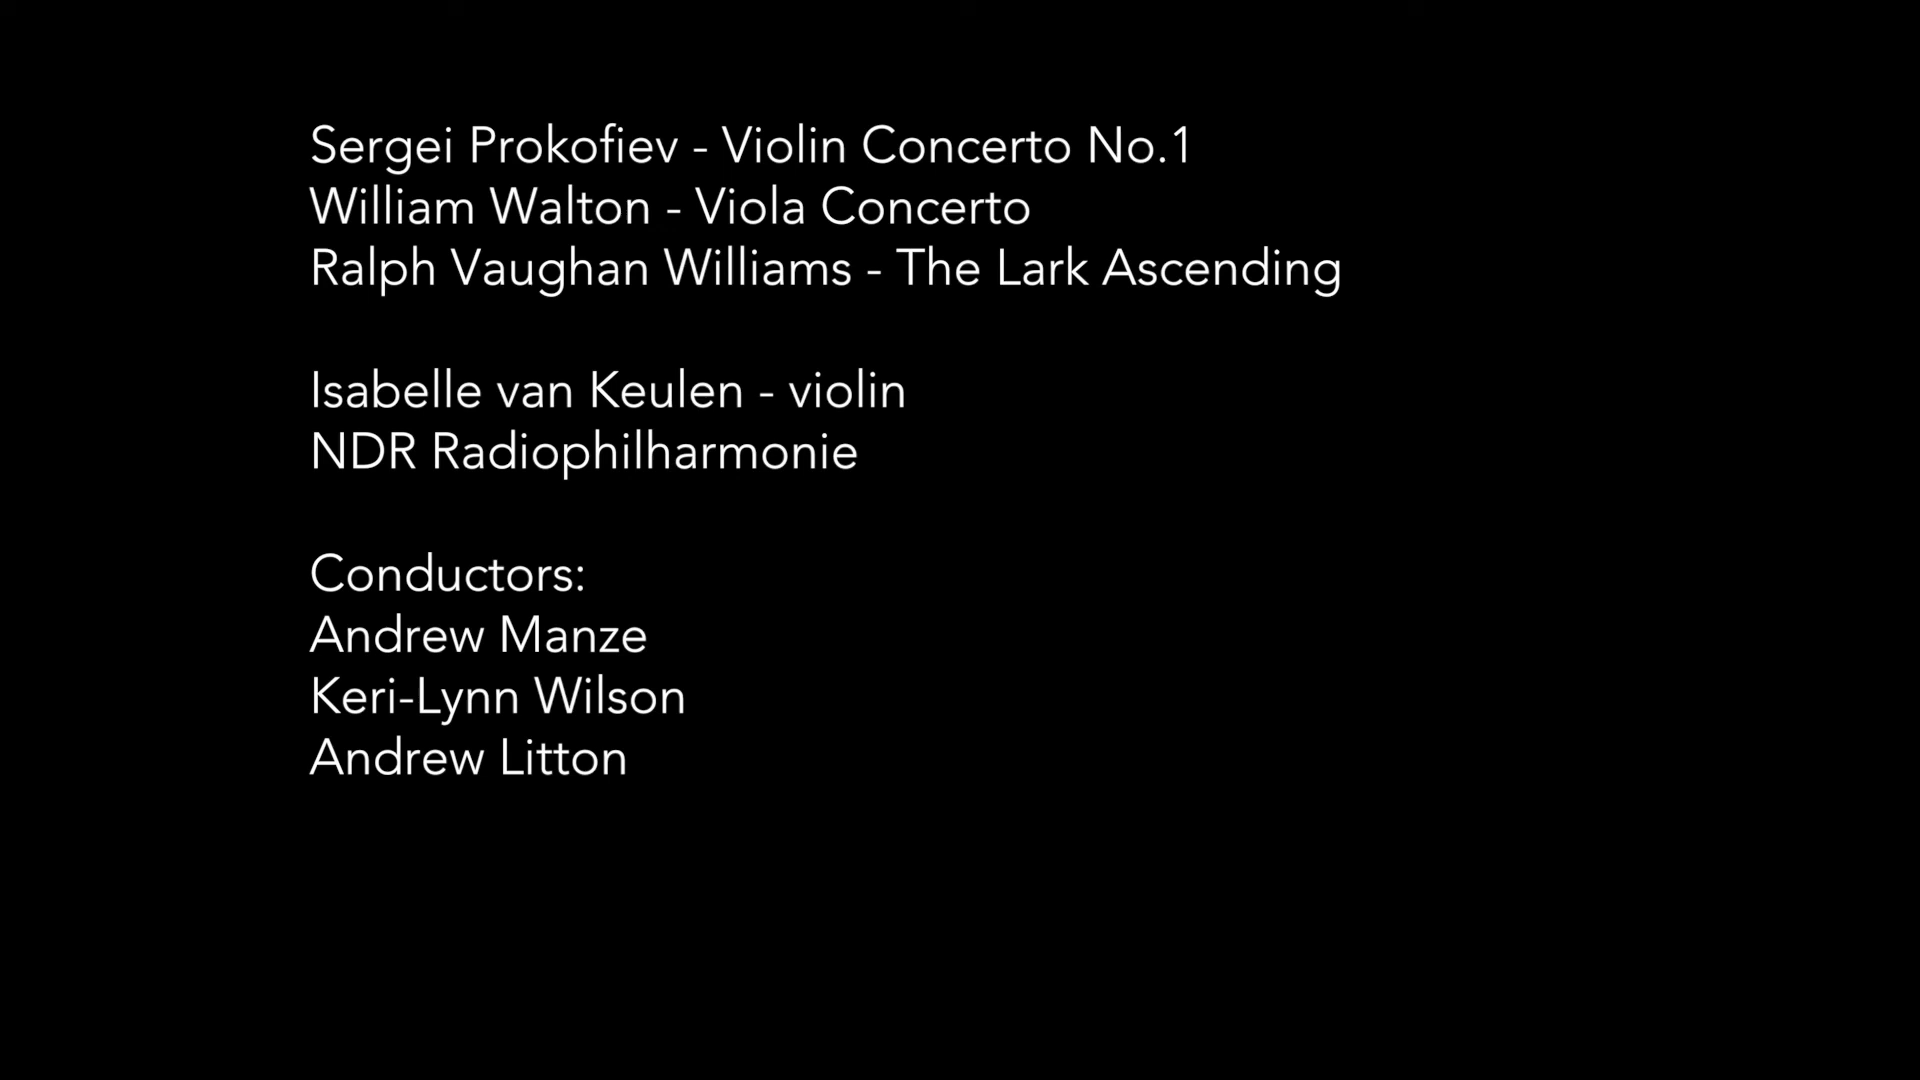 Sergei Prokofiev - Violin Concerto No.1
William Walton - Viola Concerto
Ralph Vaughan Williams - The Lark Ascending
Isabelle van Keulen - violin
NDR Radiophilharmonie
Conductors:
Andrew Manze
Keri-Lynn Wilson
Andrew Litton